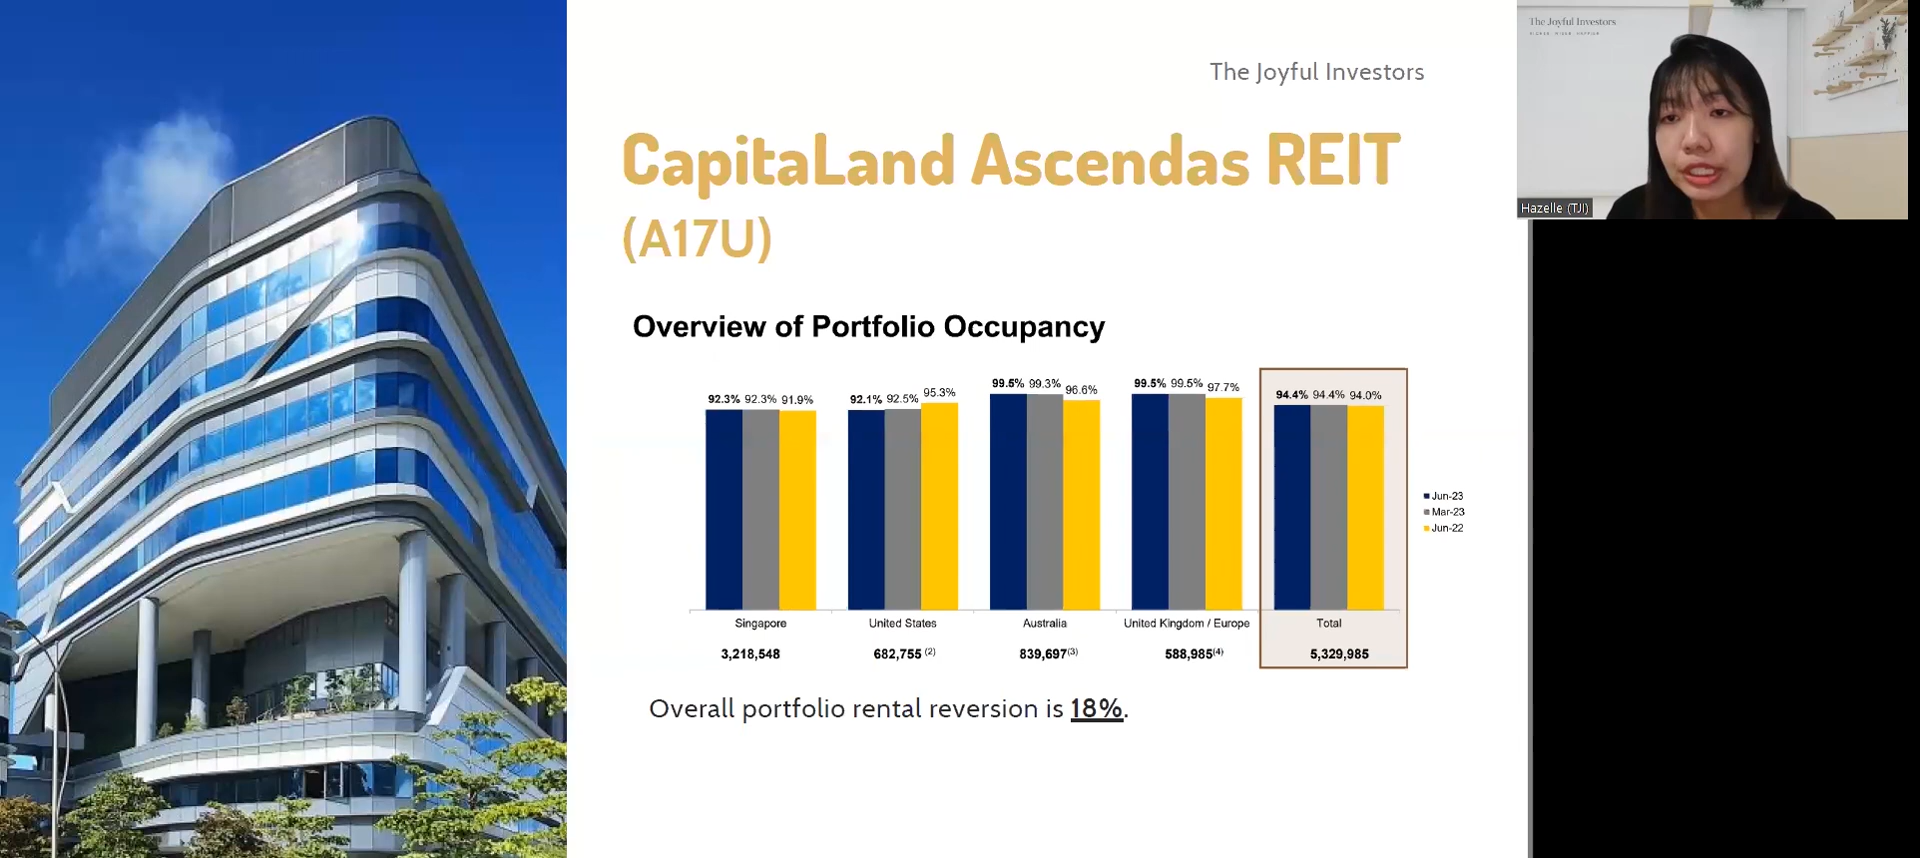 The Joyful Investors
CapitaLand Ascendas REIT
(A17U)
Overview of Portfolio Occupancy
92.3% 92.3% 91.9%
92.1% 92.5% 95.3%
99.5% 99.3% 96.6%
99.5% 99.5% 97.7%
94.4% 94.4% 94.0%
Jun-23
Mar-23
Jun-22
Singapore United States Australia United Kingdom / Europe Total
3,218,548 682,755 (2) 839,697(3) 588,985(4) 5,329,985
Overall portfolio rental reversion is 18%.
The Joyful Investors
Hazelle (TJI)